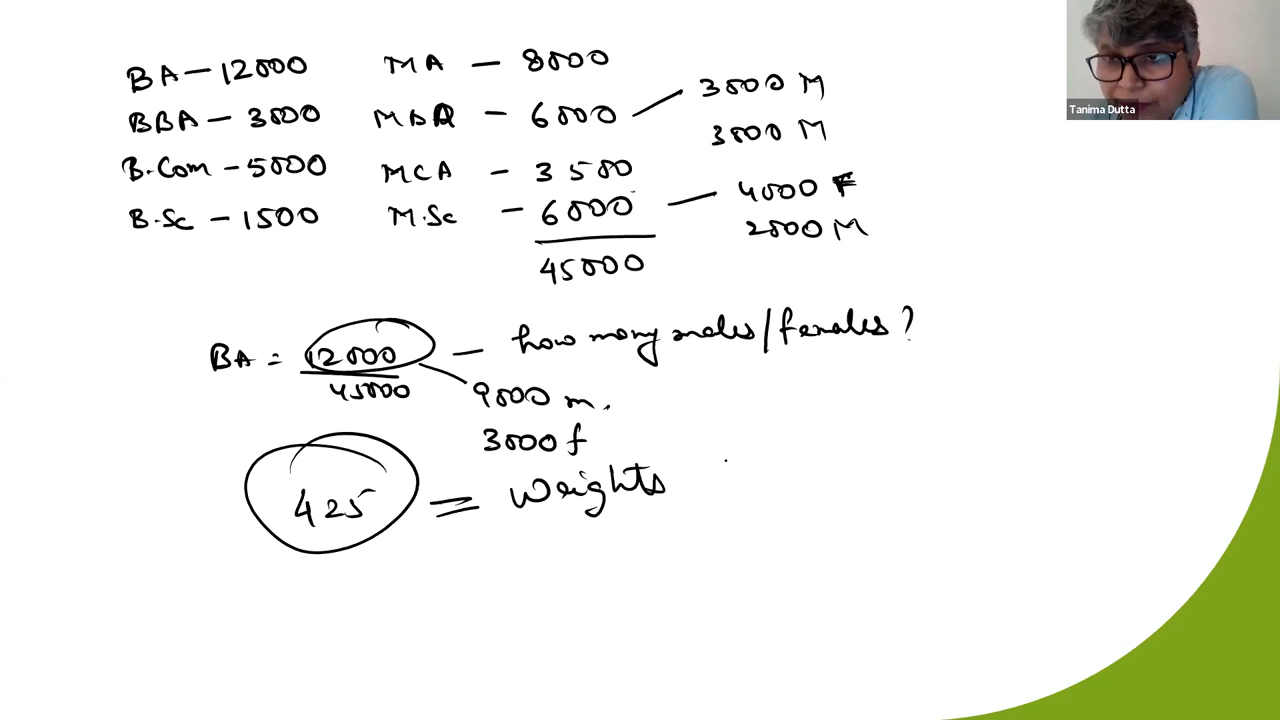 BA - 12000 MA - 8000
BBA - 3000 MBA - 6000 3000 M
3000 M
B.Com - 5000 MCA - 3500
B.Sc - 1500 M.Sc - 6000 4000 F
2000 M
45000
BA = 12000 - how many males/females?
45000
9000 m.
3000 f
425 = Weights
Tanima Dutta